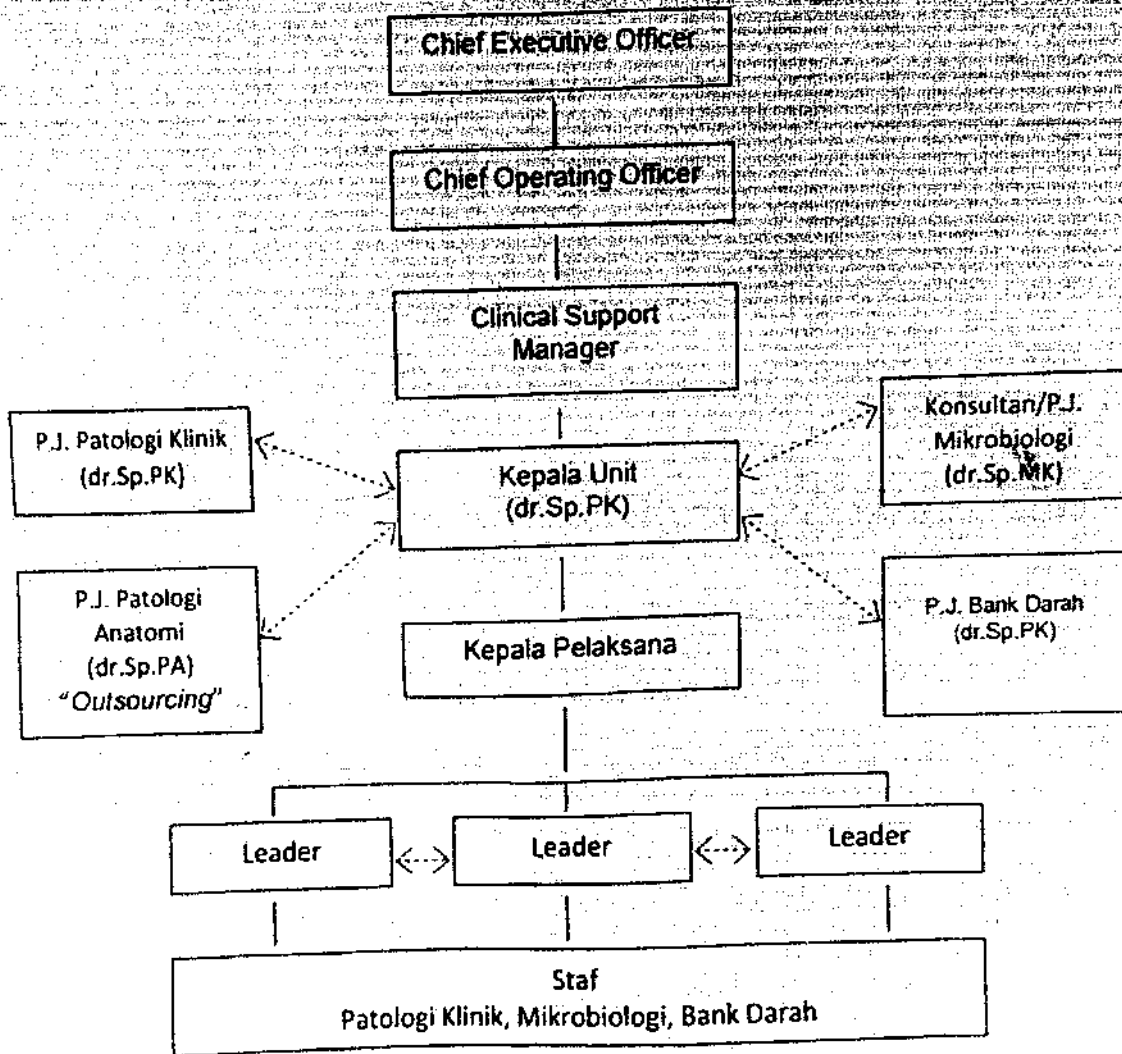 Chief Executive Officer
Chief Operating Officer
Clinical Support
Manager
P.J. Patologi Klinik
(dr.Sp.PK)
Kepala Unit
(dr.Sp.PK)
Konsultan/P.J.
Mikrobiologi
(dr.Sp.MK)
P.J. Patologi
Anatomi
(dr.Sp.PA)
"Outsourcing"
Kepala Pelaksana
P.J. Bank Darah
(dr.Sp.PK)
Leader
Leader
Leader
Staf
Patologi Klinik, Mikrobiologi, Bank Darah